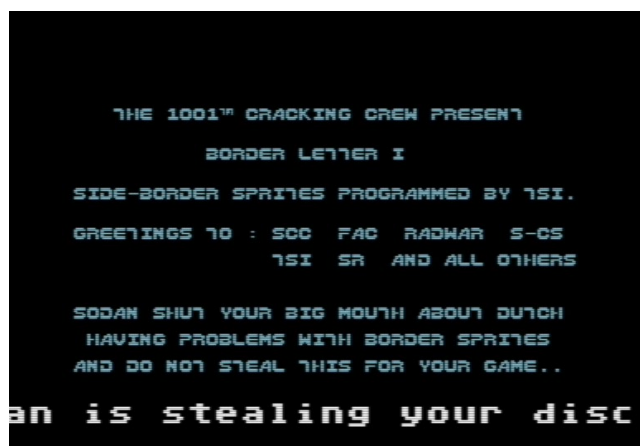 THE 1001™ CRACKING CREW PRESENT
BORDER LETTER I
SIDE-BORDER SPRITES PROGRAMMED BY TSI.
GREETINGS TO : SCC FAC RADWAR S-CS
TSI SR AND ALL OTHERS
SODAN SHUT YOUR BIG MOUTH ABOUT DUTCH
HAVING PROBLEMS WITH BORDER SPRITES
AND DO NOT STEAL THIS FOR YOUR GAME..
an is stealing your disc